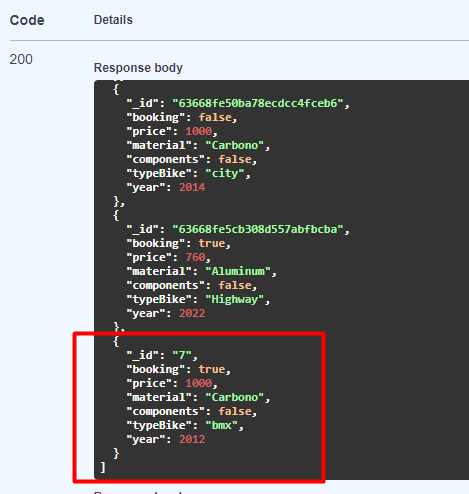 Code Details
200
Response body
{
"_id": "63668fe50ba78ecdcc4fceb6",
"booking": false,
"price": 1000,
"material": "Carbono",
"components": false,
"typeBike": "city",
"year": 2014
},
{
"_id": "63668fe5cb308d557abfbcba",
"booking": true,
"price": 760,
"material": "Aluminum",
"components": false,
"typeBike": "Highway",
"year": 2022
},
{
"_id": "7",
"booking": true,
"price": 1000,
"material": "Carbono",
"components": false,
"typeBike": "bmx",
"year": 2012
}
]